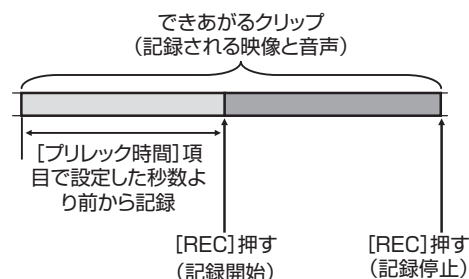 できあがるクリップ
（記録される映像と音声）
［プリレック時間］項
目で設定した秒数よ
り前から記録
［REC］押す
（記録開始）
［REC］押す
（記録停止）